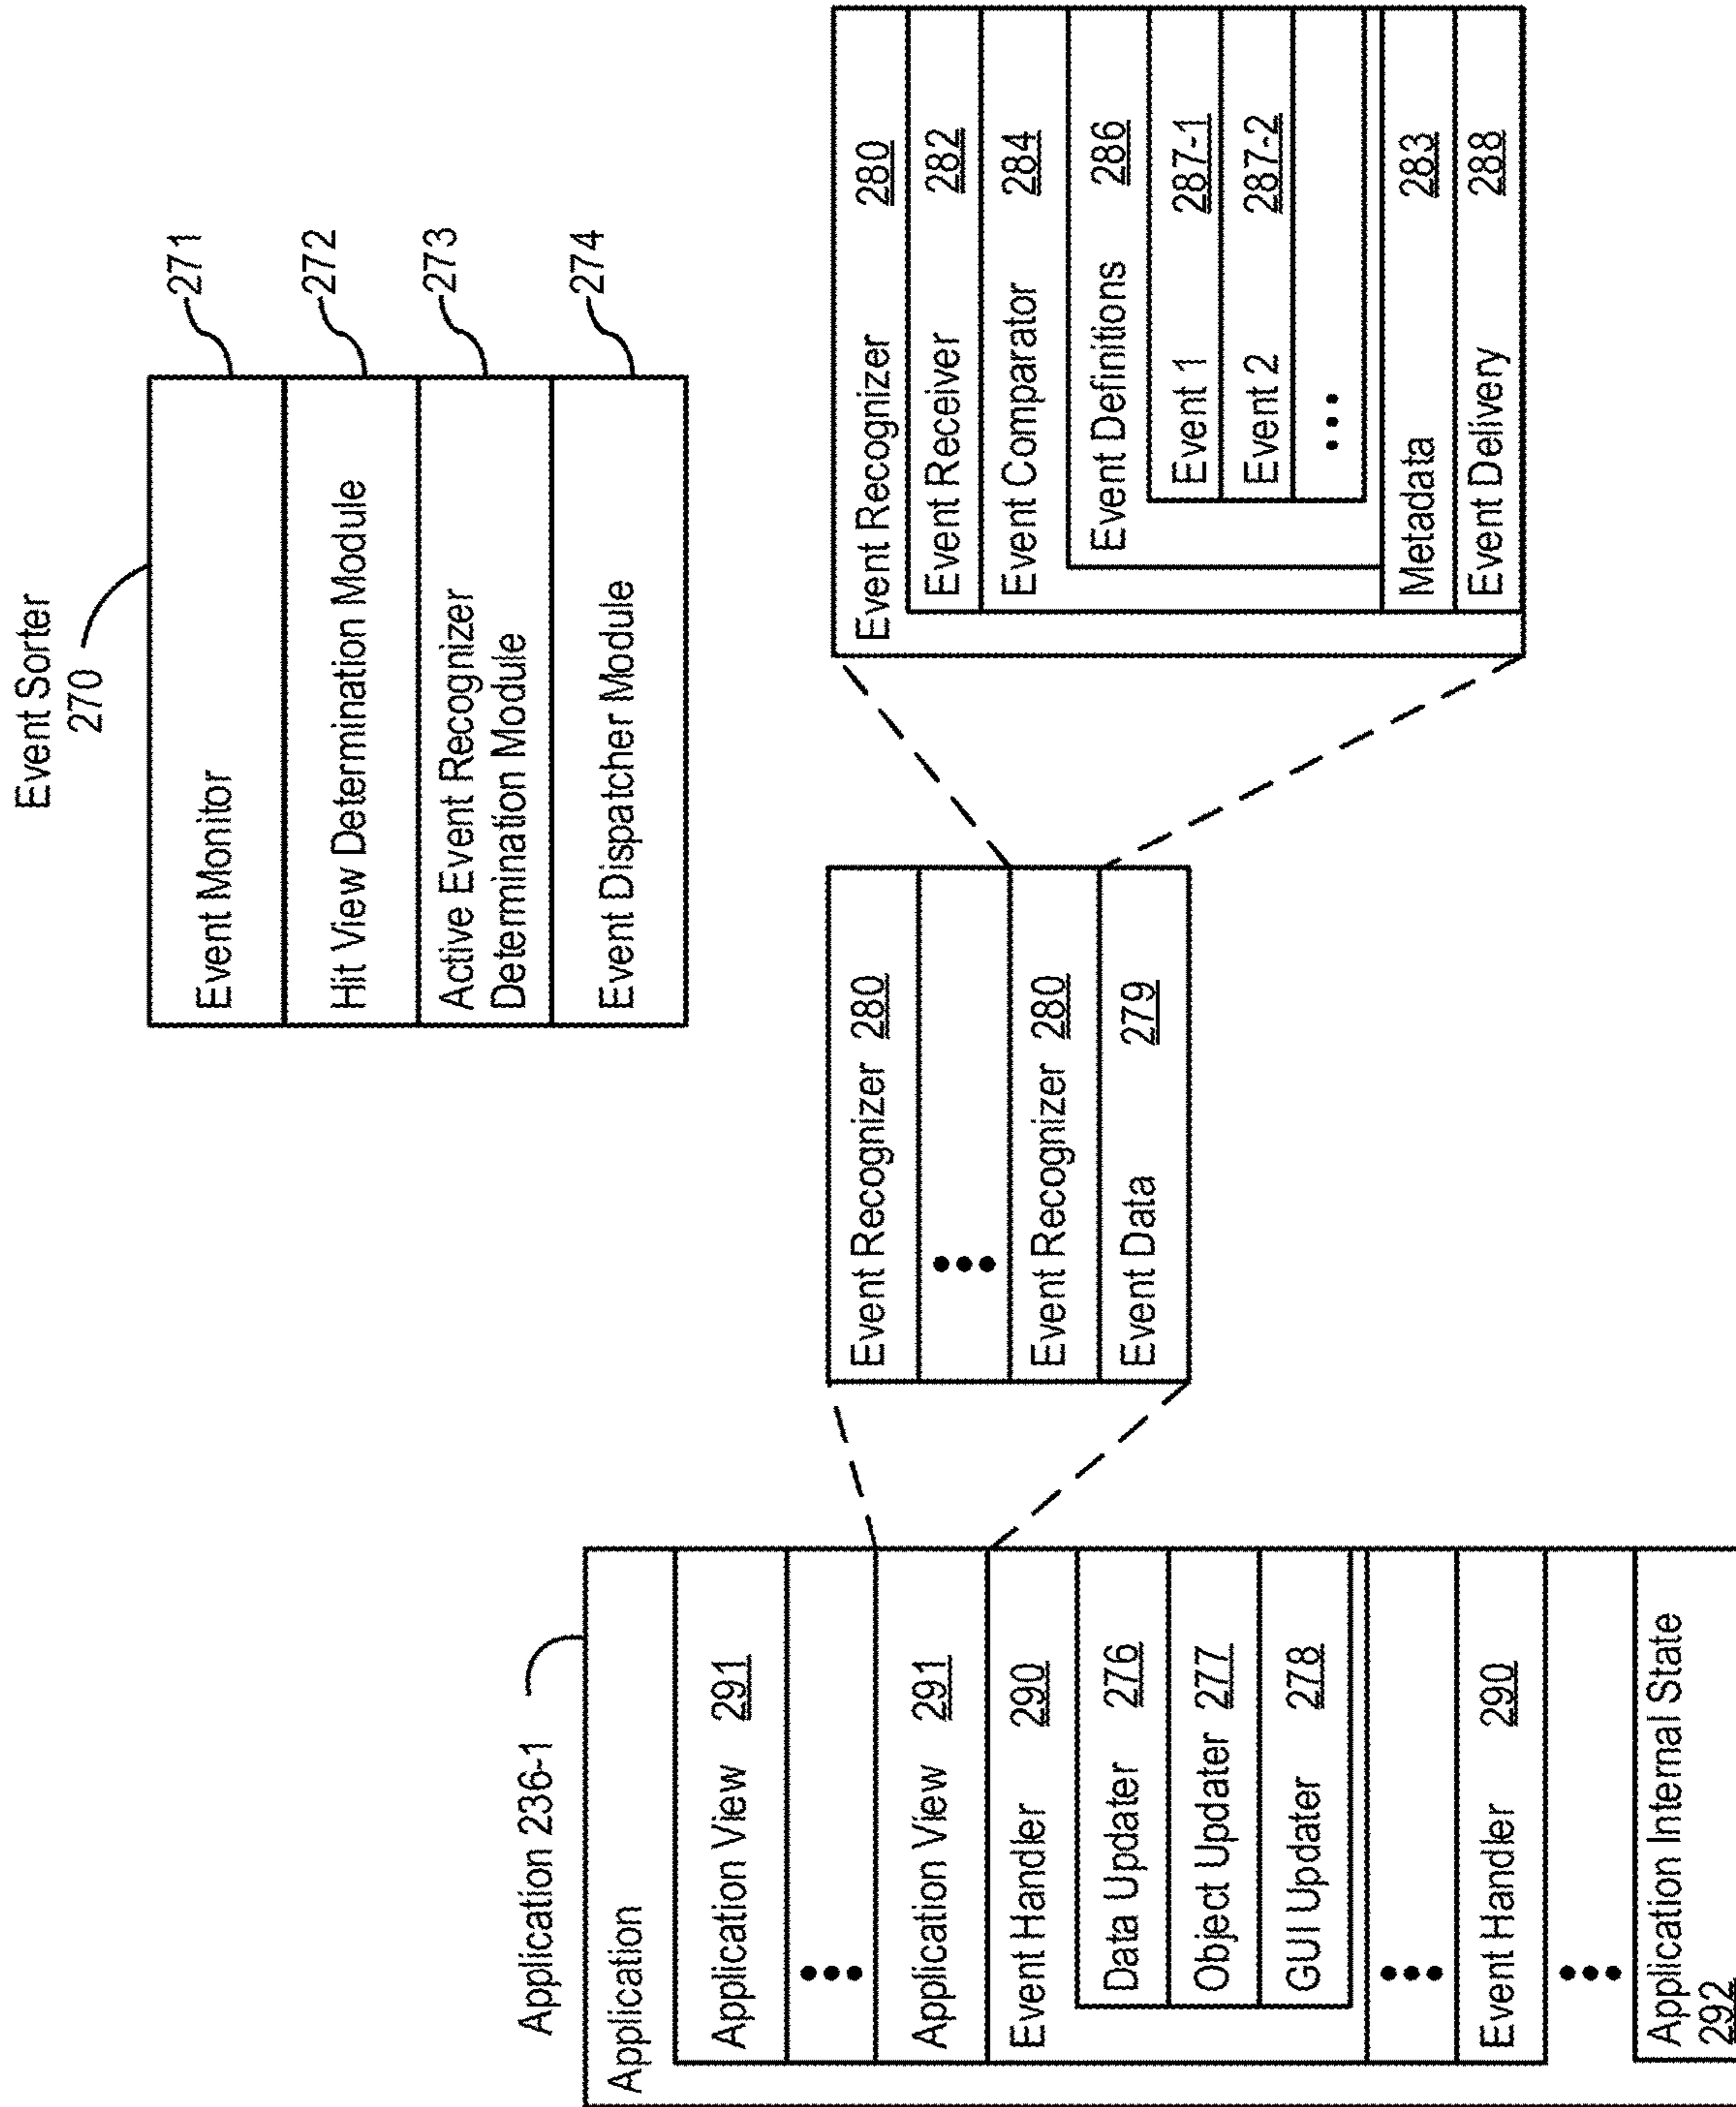 Event Sorter
270
Event Monitor
271
Hit View Determination Module
272
Active Event Recognizer
Determination Module
273
Event Dispatcher Module
274
Application 236-1
Application
Application View 291
•••
Application View 291
Event Handler 290
Data Updater 276
Object Updater 277
GUI Updater 278
•••
Event Handler 290
•••
Application Internal State
292
Event Recognizer 280
•••
Event Recognizer 280
Event Data 279
Event Recognizer 280
Event Receiver 282
Event Comparator 284
Event Definitions 286
Event 1 287-1
Event 2 287-2
•••
Metadata 283
Event Delivery 288